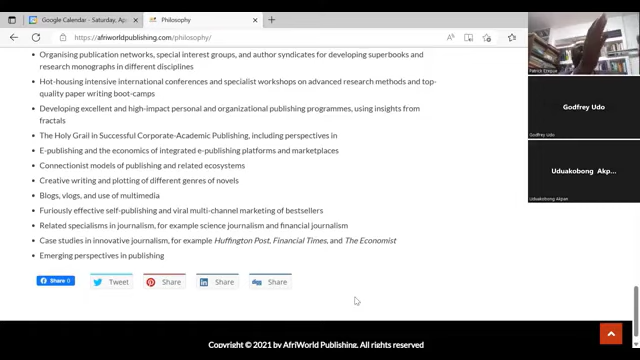 Google Calendar - Saturday, Ap
Philosophy
https://afriworldpublishing.com/philosophy/
Organising publication networks, special interest groups, and author syndicates for developing superbooks and
research monographs in different disciplines
Hot-housing intensive international conferences and specialist workshops on advanced research methods and top-
quality paper writing boot-camps
Developing excellent and high-impact personal and organizational publishing programmes, using insights from
fractals
The Holy Grail in Successful Corporate-Academic Publishing, including perspectives in
E-publishing and the economics of integrated e-publishing platforms and marketplaces
Connectionist models of publishing and related ecosystems
Creative writing and plotting of different genres of novels
Blogs, vlogs, and use of multimedia
Furiously effective self-publishing and viral multi-channel marketing of bestsellers
Related specialisms in journalism, for example science journalism and financial journalism
Case studies in innovative journalism, for example Huffington Post, Financial Times, and The Economist
Emerging perspectives in publishing
Share 0
Tweet
Share
Share
Share
Copyright © 2021 by AfriWorld Publishing. All rights reserved
Patrick Ezepue
Godfrey Udo
Godfrey udo
Uduakobong Akp...
Uduakobong Akpan